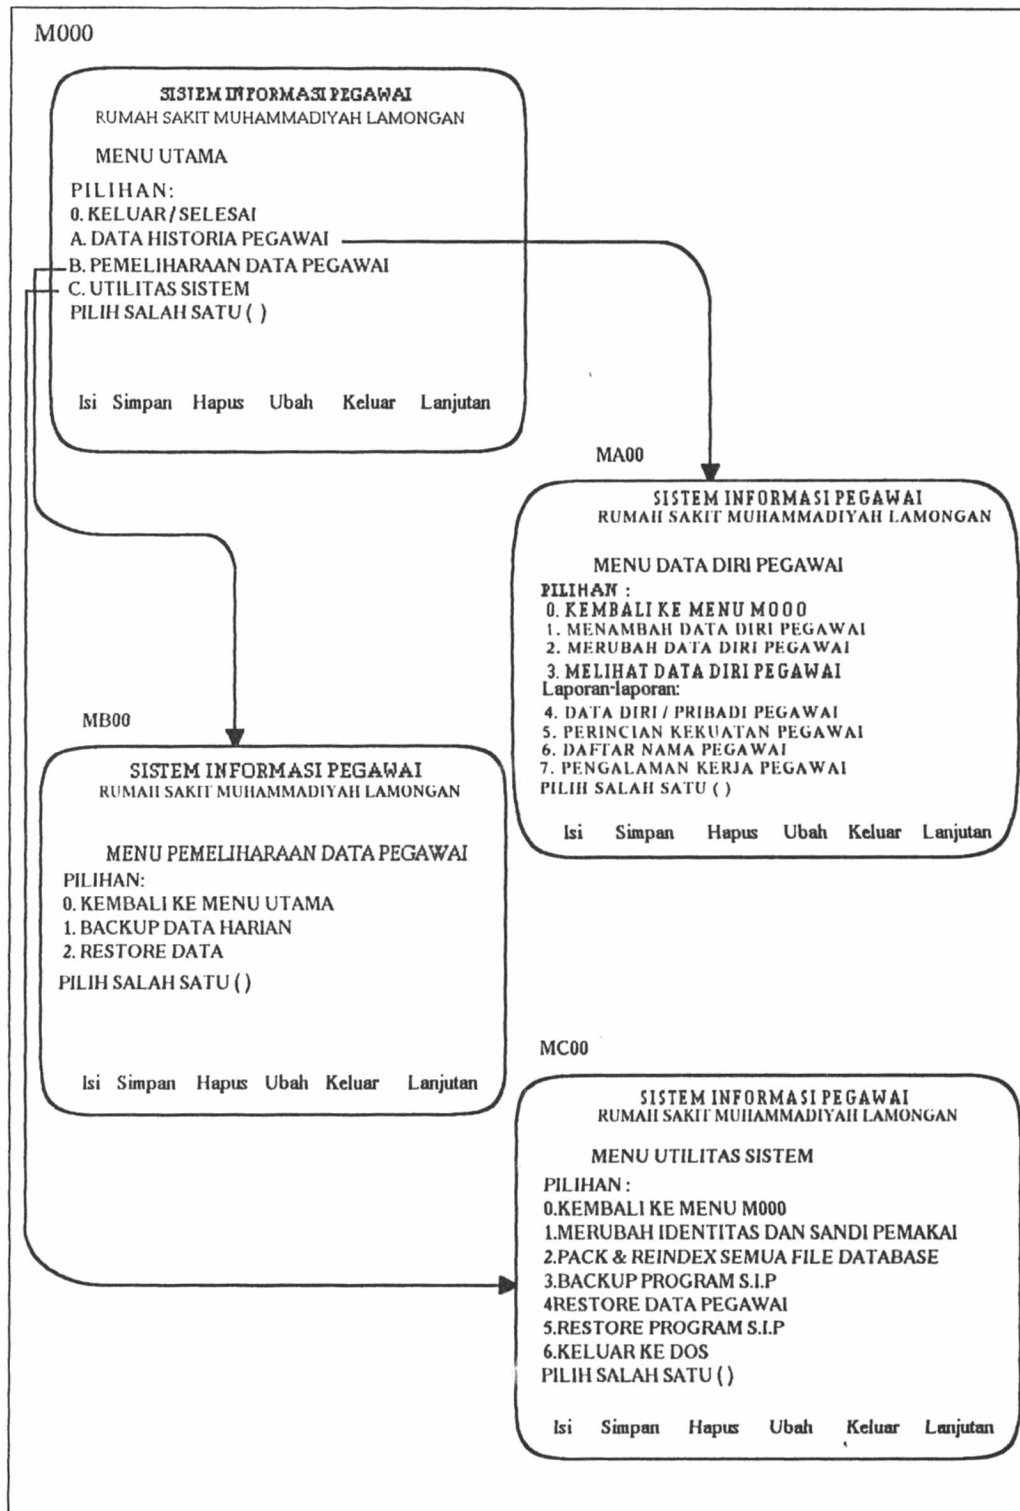 M000
SISTEM INFORMASI PEGAWAI
RUMAH SAKIT MUHAMMADIYAH LAMONGAN
MENU UTAMA
PILIHAN:
0. KELUAR / SELESAI
A. DATA HISTORIA PEGAWAI
B. PEMELIHARAAN DATA PEGAWAI
C. UTILITAS SISTEM
PILIH SALAH SATU ( )
Isi Simpan Hapus Ubah Keluar Lanjutan
MA00
SISTEM INFORMASI PEGAWAI
RUMAH SAKIT MUHAMMADIYAH LAMONGAN
MENU DATA DIRI PEGAWAI
PILIHAN :
0. KEMBALI KE MENU M000
1. MENAMBAH DATA DIRI PEGAWAI
2. MERUBAH DATA DIRI PEGAWAI
3. MELIHAT DATA DIRI PEGAWAI
Laporan-laporan:
4. DATA DIRI / PRIBADI PEGAWAI
5. PERINCIAN KEKUATAN PEGAWAI
6. DAFTAR NAMA PEGAWAI
7. PENGALAMAN KERJA PEGAWAI
PILIH SALAH SATU ( )
Isi Simpan Hapus Ubah Keluar Lanjutan
MB00
SISTEM INFORMASI PEGAWAI
RUMAH SAKIT MUHAMMADIYAH LAMONGAN
MENU PEMELIHARAAN DATA PEGAWAI
PILIHAN:
0. KEMBALI KE MENU UTAMA
1. BACKUP DATA HARIAN
2. RESTORE DATA
PILIH SALAH SATU ( )
Isi Simpan Hapus Ubah Keluar Lanjutan
MC00
SISTEM INFORMASI PEGAWAI
RUMAH SAKIT MUHAMMADIYAH LAMONGAN
MENU UTILITAS SISTEM
PILIHAN :
0.KEMBALI KE MENU M000
1.MERUBAH IDENTITAS DAN SANDI PEMAKAI
2.PACK & REINDEX SEMUA FILE DATABASE
3.BACKUP PROGRAM S.I.P
4RESTORE DATA PEGAWAI
5.RESTORE PROGRAM S.I.P
6.KELUAR KE DOS
PILIH SALAH SATU ( )
Isi Simpan Hapus Ubah Keluar Lanjutan